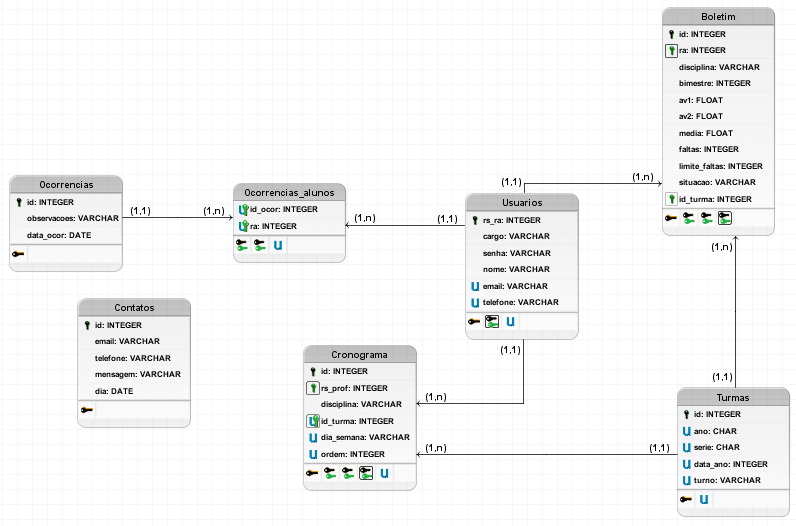 Boletim
id: INTEGER
ra: INTEGER
disciplina: VARCHAR
bimestre: INTEGER
av1: FLOAT
av2: FLOAT
media: FLOAT
faltas: INTEGER
limite_faltas: INTEGER
situacao: VARCHAR
id_turma: INTEGER
Ocorrencias
id: INTEGER
observacoes: VARCHAR
data_ocor: DATE
(1,1)
(1,n)
Ocorrencias_alunos
id_ocor: INTEGER
ra: INTEGER
(1,n)
(1,1)
(1,1)
(1,n)
Usuarios
rs_ra: INTEGER
cargo: VARCHAR
senha: VARCHAR
nome: VARCHAR
email: VARCHAR
telefone: VARCHAR
(1,1)
(1,n)
Contatos
id: INTEGER
email: VARCHAR
telefone: VARCHAR
mensagem: VARCHAR
dia: DATE
Cronograma
id: INTEGER
rs_prof: INTEGER
disciplina: VARCHAR
id_turma: INTEGER
dia_semana: VARCHAR
ordem: INTEGER
(1,n)
(1,n)
(1,1)
(1,1)
Turmas
id: INTEGER
ano: CHAR
serie: CHAR
data_ano: INTEGER
turno: VARCHAR